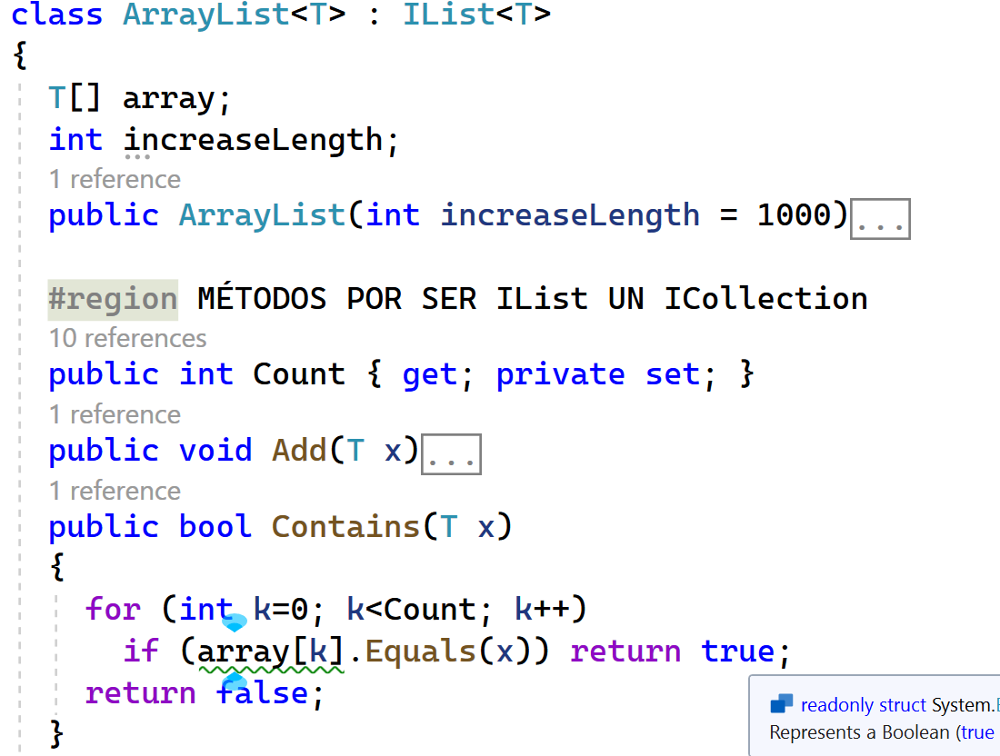 class ArrayList<T> : IList<T>
{
T[] array;
int increaseLength;
1 reference
public ArrayList(int increaseLength = 1000)...
#region MÉTODOS POR SER IList UN ICollection
10 references
public int Count { get; private set; }
1 reference
public void Add(T x)...
1 reference
public bool Contains(T x)
{
for (int k=0; k<Count; k++)
if (array[k].Equals(x)) return true;
return false;
}
readonly struct System.
Represents a Boolean (true